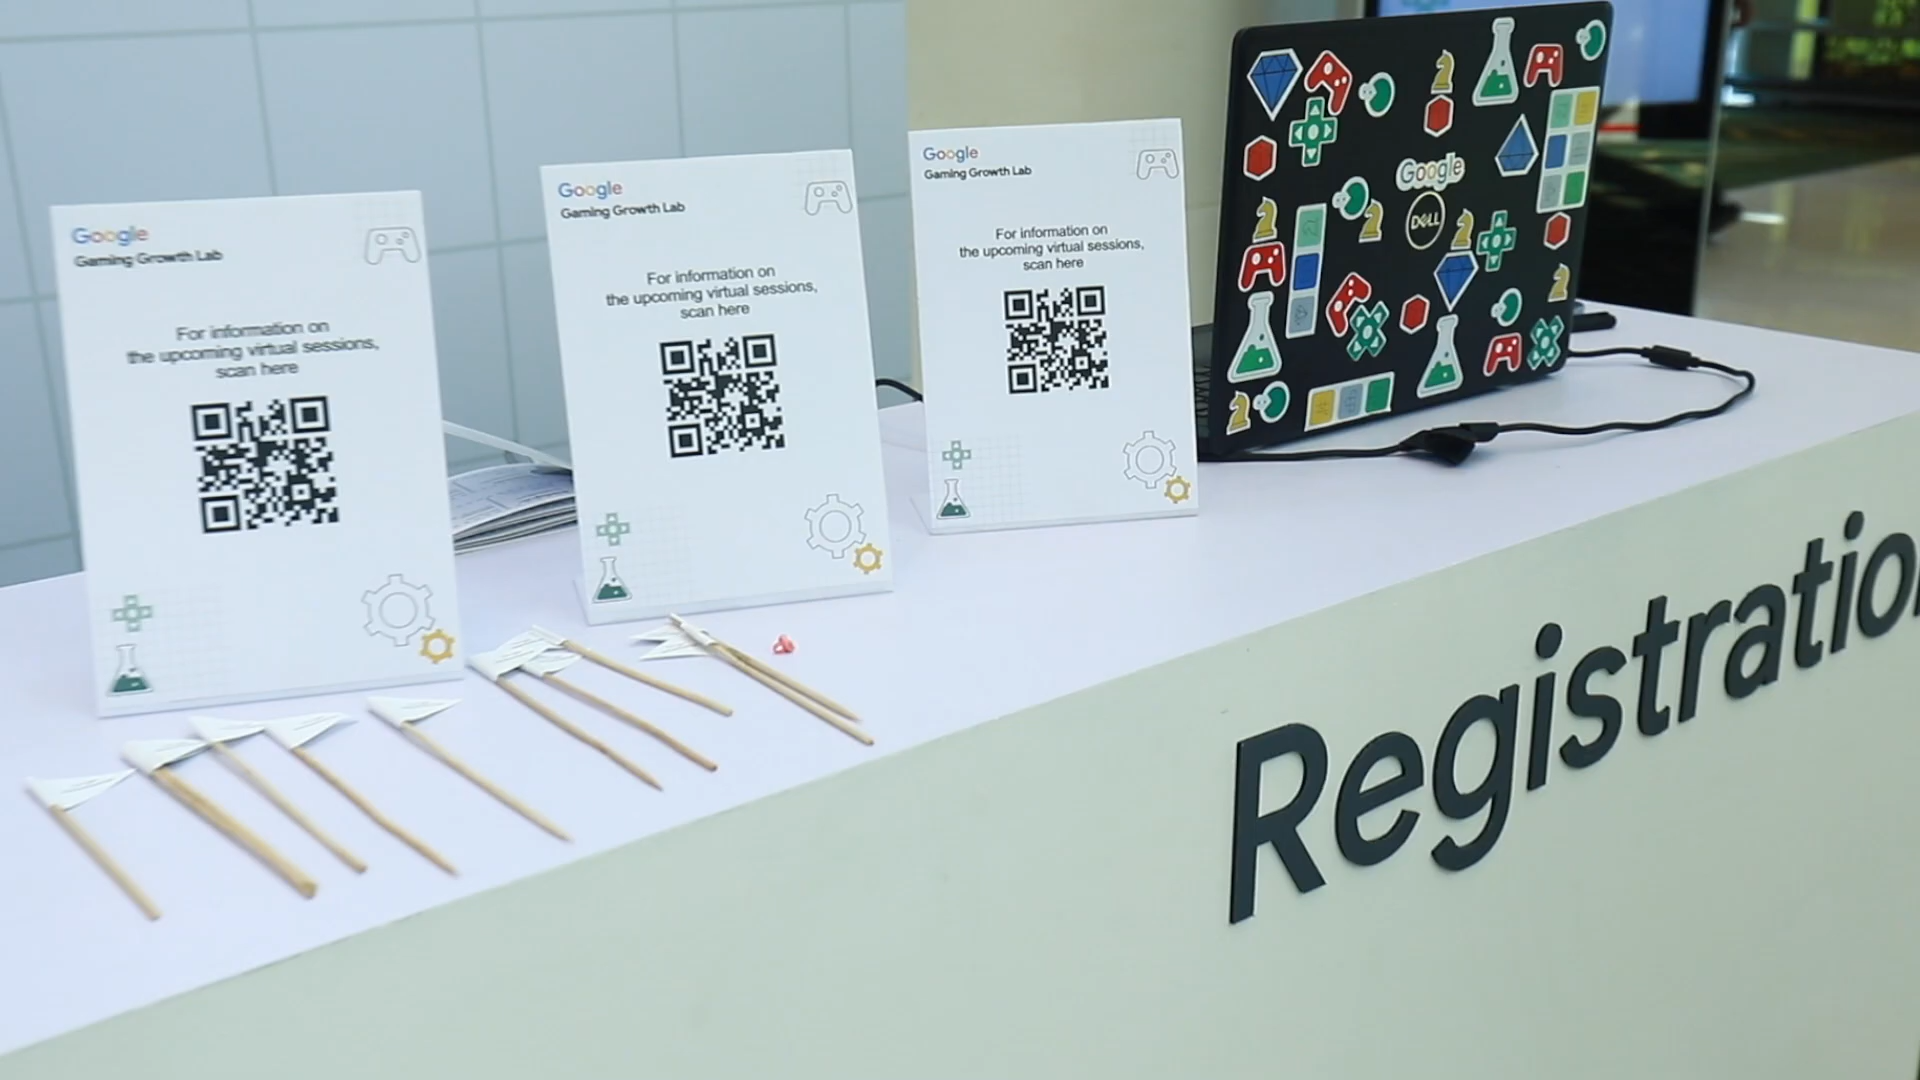 Google
Gaming Growth Lab
For information on
the upcoming virtual sessions,
scan here
Google
Gaming Growth Lab
For information on
the upcoming virtual sessions,
scan here
Google
Gaming Growth Lab
For information on
the upcoming virtual sessions,
scan here
Google
DELL
Registratio